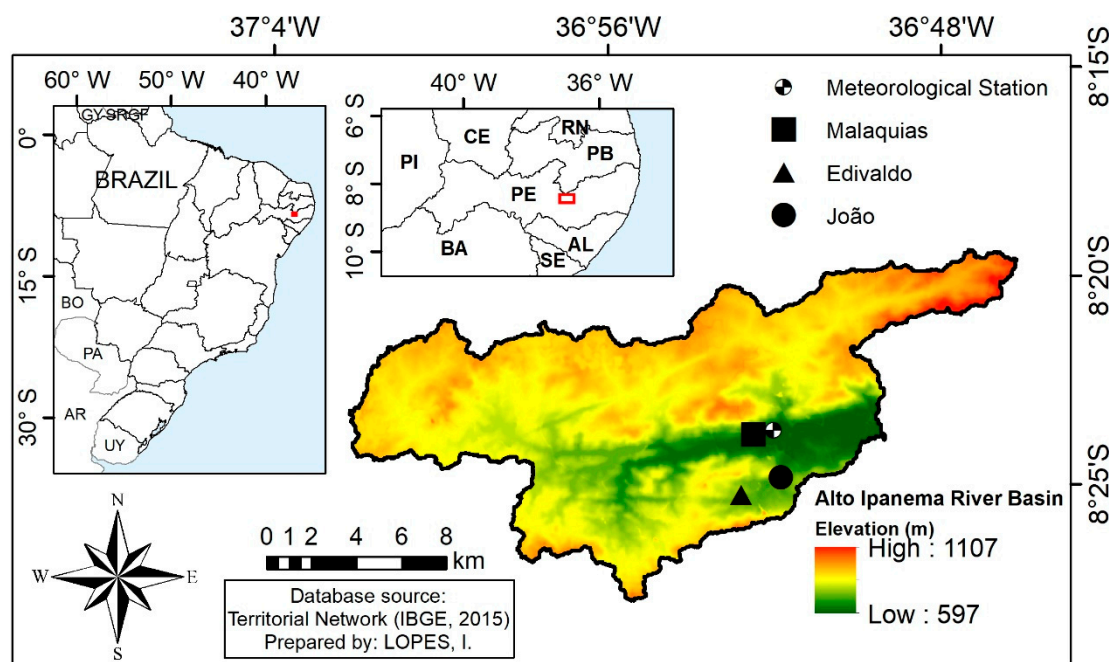 37°4'W 36°56'W 36°48'W
8°15'S
8°20'S
8°25'S
60° W 50° W 40° W
0°
15°S
30°S
GY SR GF
BRAZIL
BO
PA
AR
UY
40° W 36° W
6°S
8°S
10°S
CE
RN
PB
PI
PE
BA
AL
SE
Meteorological Station
Malaquias
Edivaldo
João
Alto Ipanema River Basin
Elevation (m)
High : 1107
Low : 597
N
W
E
S
0 1 2 4 6 8
km
Database source:
Territorial Network (IBGE, 2015)
Prepared by: LOPES, I.